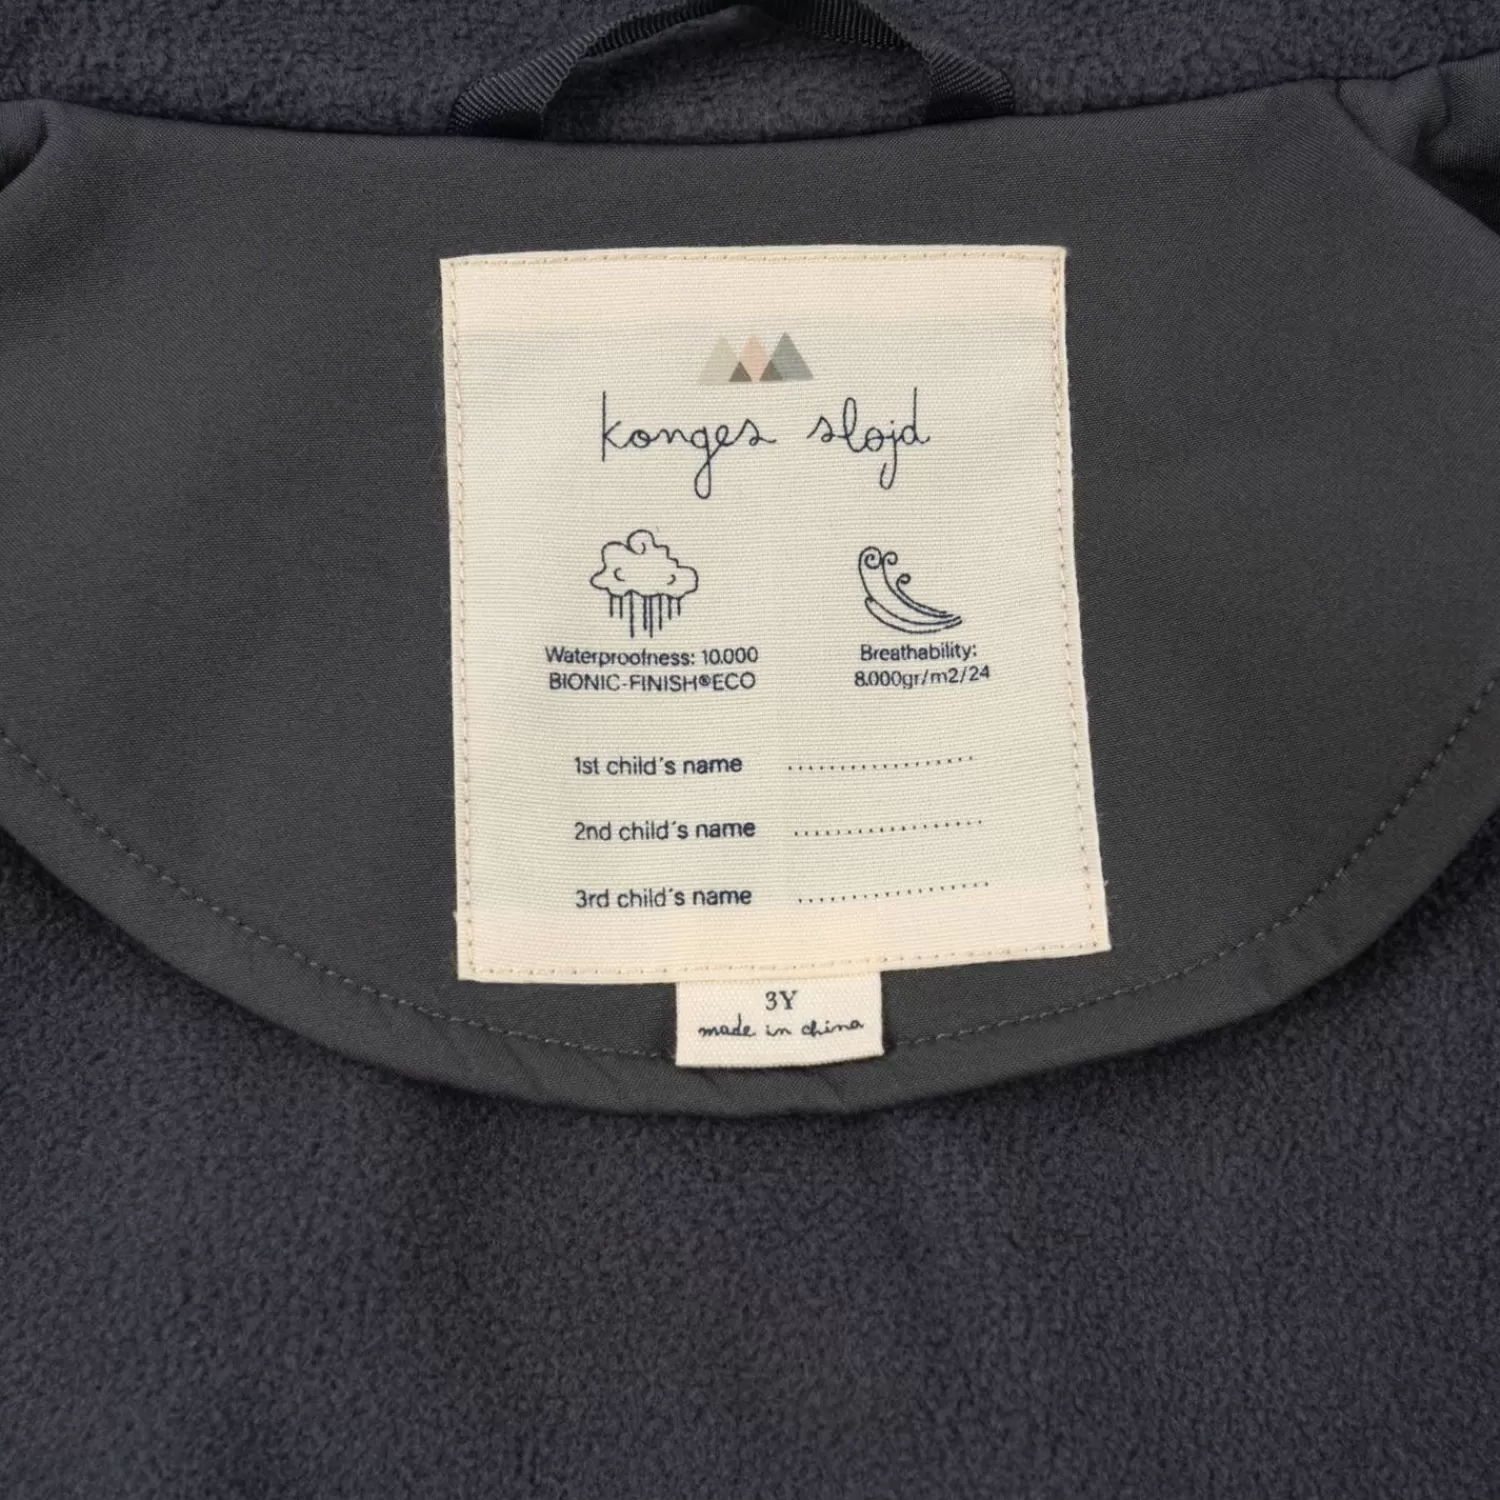 konges sløjd
Waterproofness: 10.000
BIONIC-FINISH®ECO
Breathability:
8.000gr/m2/24
1st child´s name ..................
2nd child´s name ..................
3rd child´s name ..................
3Y
made in china